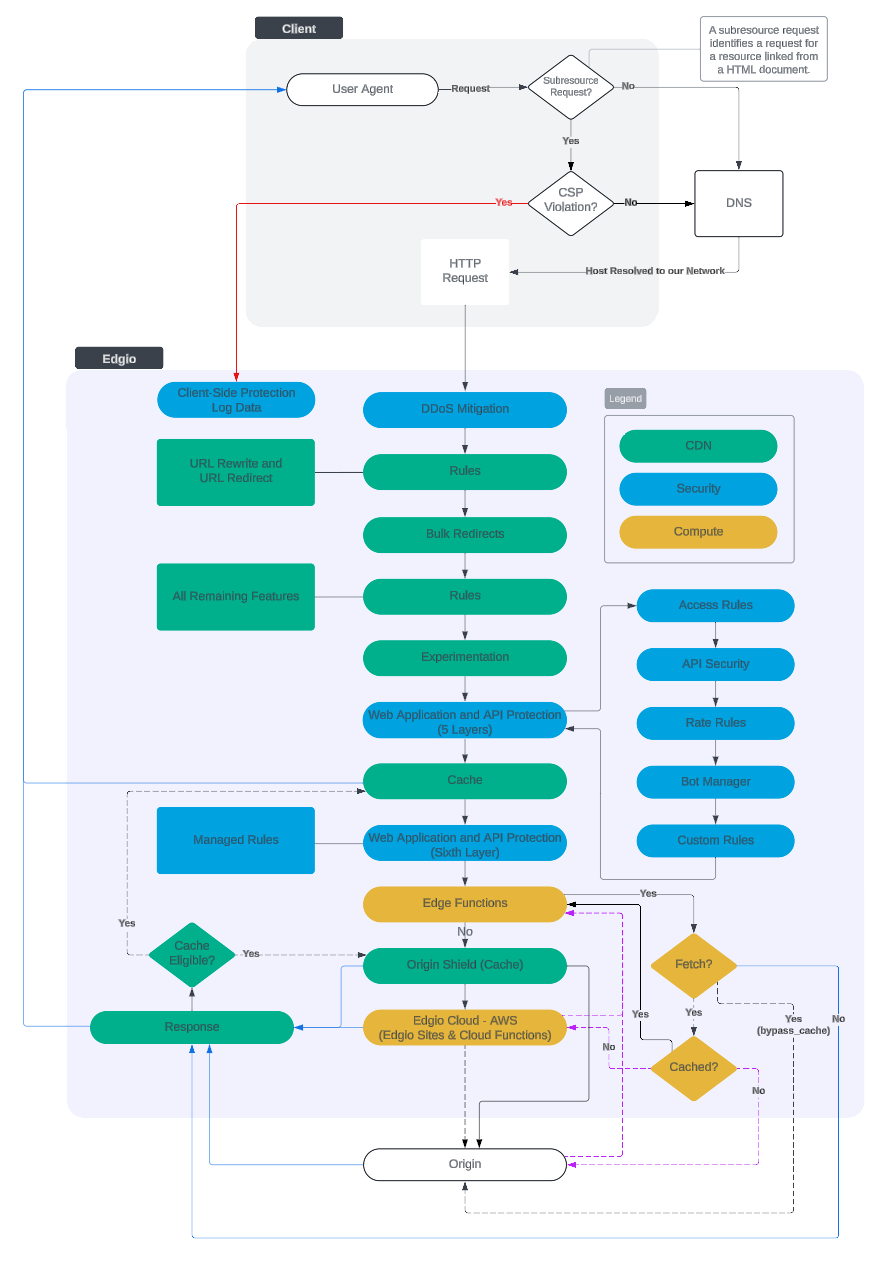 Client
A subresource request
identifies a request for
a resource linked from
a HTML document.
User Agent
Request
Subresource
Request?
No
Yes
CSP
Violation?
Yes
No
DNS
HTTP
Request
Host Resolved to our Network
Edgio
Client-Side Protection
Log Data
DDoS Mitigation
Legend
CDN
Security
Compute
URL Rewrite and
URL Redirect
Rules
Bulk Redirects
All Remaining Features
Rules
Experimentation
Web Application and API Protection
(5 Layers)
Access Rules
API Security
Rate Rules
Bot Manager
Custom Rules
Cache
Managed Rules
Web Application and API Protection
(Sixth Layer)
Edge Functions
Yes
No
Yes
Cache
Eligible?
Yes
Origin Shield (Cache)
Fetch?
Response
Edgio Cloud - AWS
(Edgio Sites & Cloud Functions)
Yes
Yes
Yes
(bypass_cache)
No
No
Cached?
No
Origin